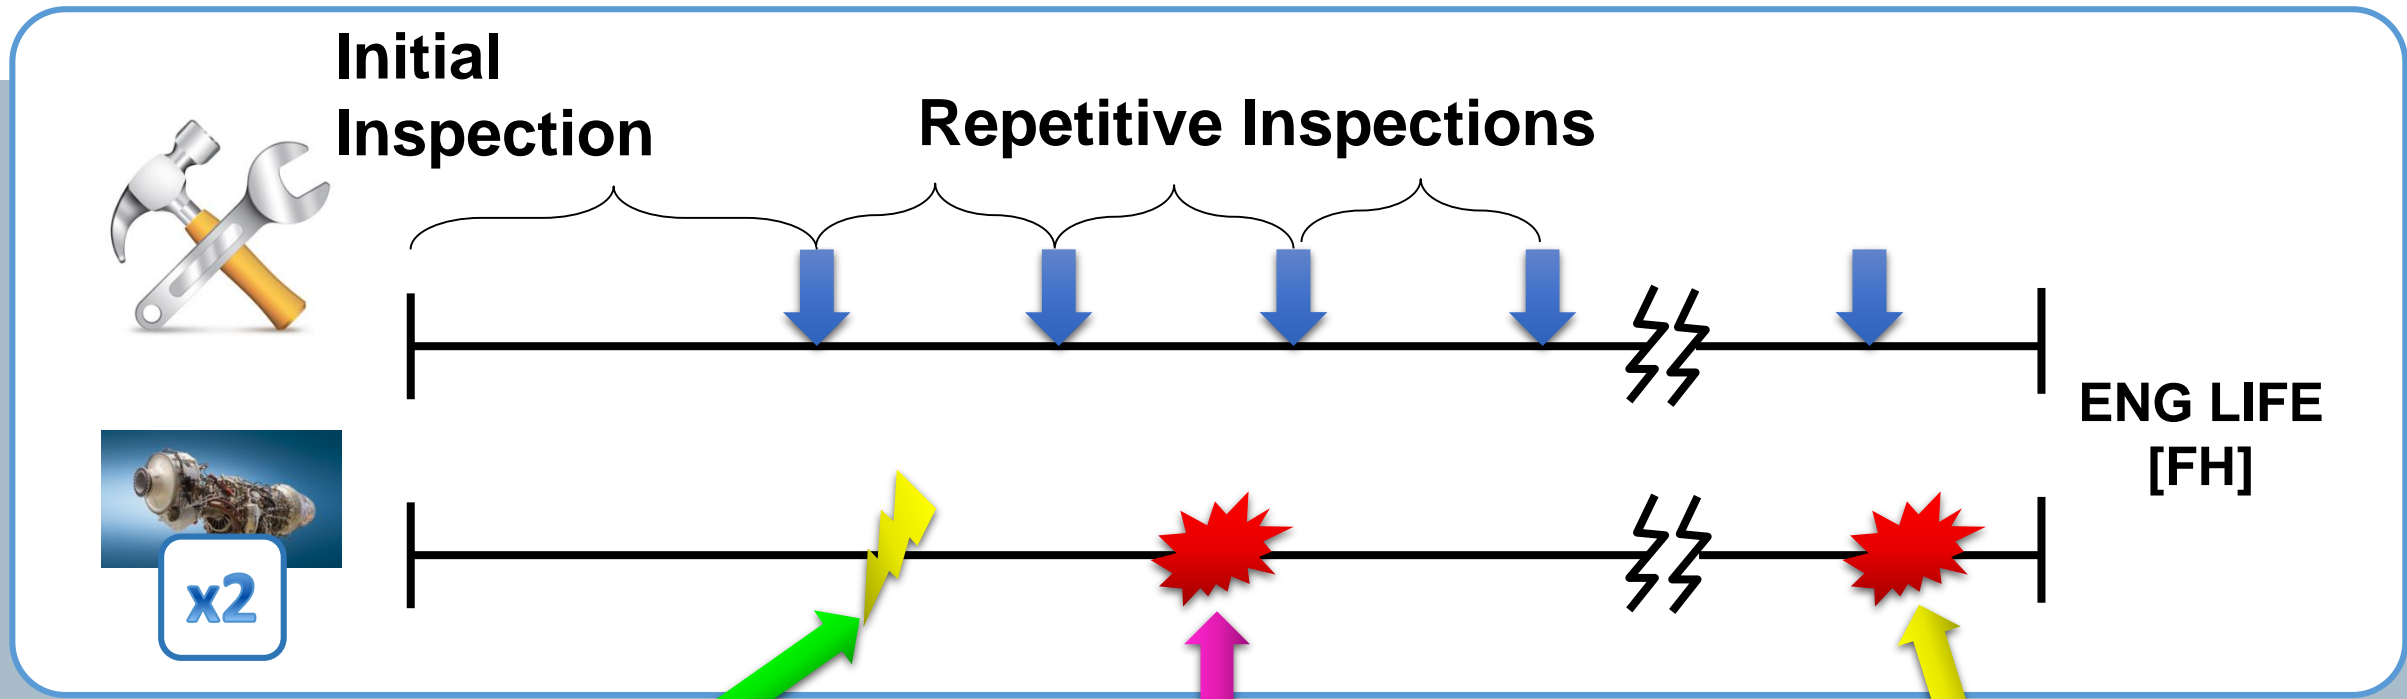 Initial
Inspection
Repetitive Inspections
ENG LIFE
[FH]
x2